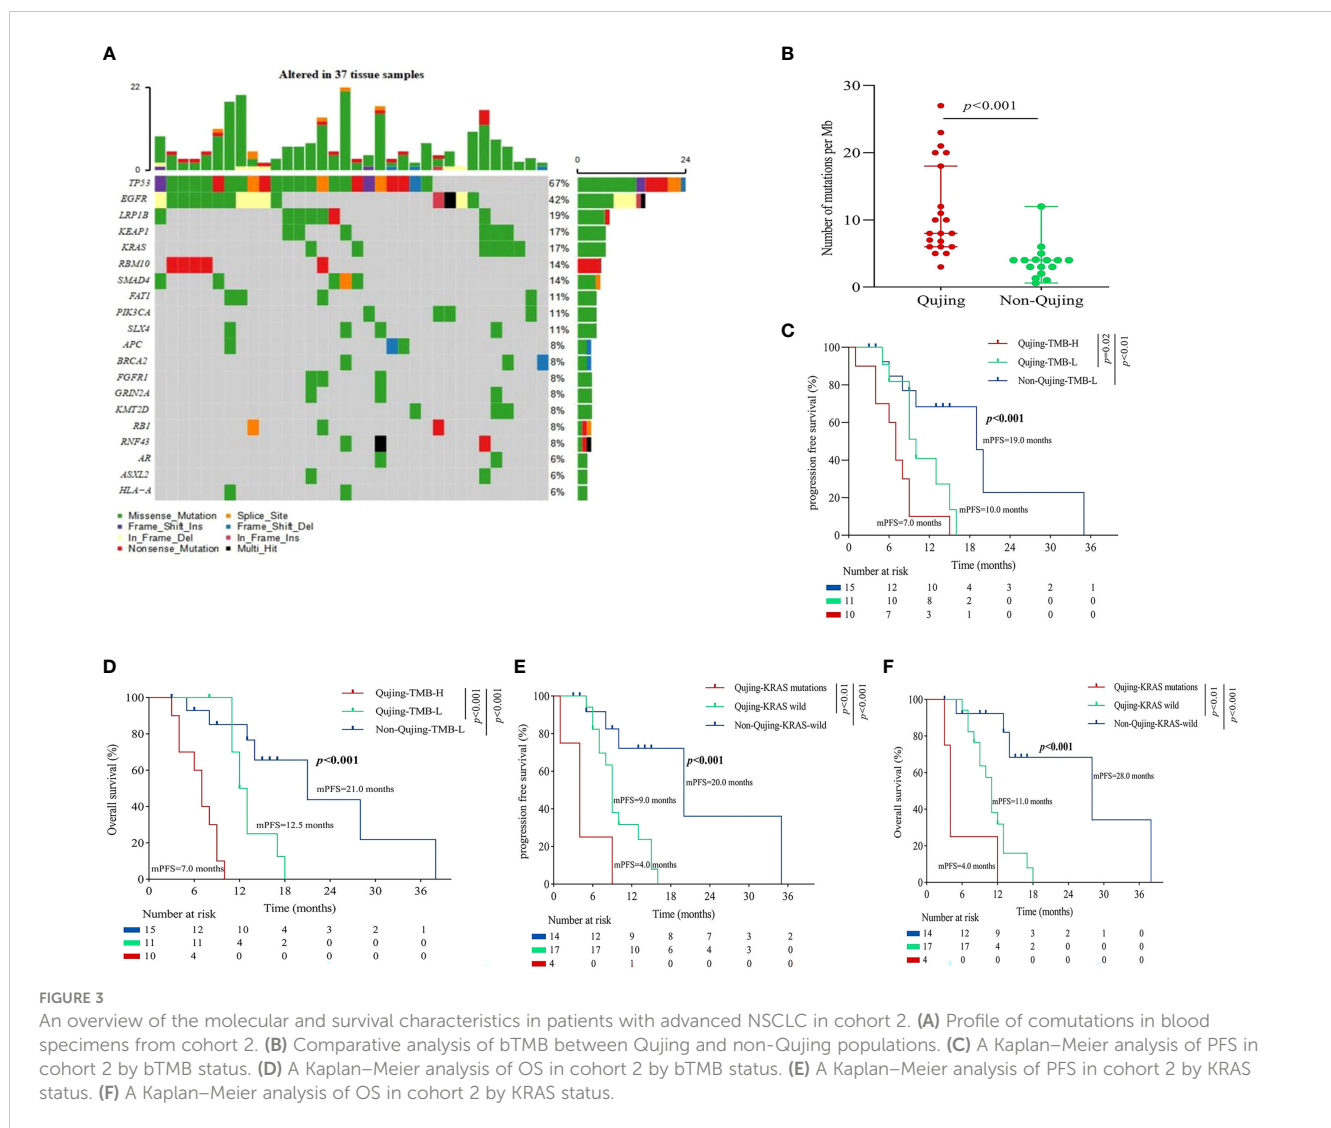 A
Altered in 37 tissue samples
22
0
0 24
TP53 67%
EGFR 42%
LRP1B 19%
KEAP1 17%
KRAS 17%
RBM10 14%
SMAD4 14%
FAT1 11%
PIK3CA 11%
SLX4 11%
APC 8%
BRCA2 8%
FGFR1 8%
GRIN2A 8%
KMT2D 8%
RB1 8%
RNF43 8%
AR 6%
ASXL2 6%
HLA-A 6%
Missense_Mutation Splice_Site
Frame_Shift_Ins Frame_Shift_Del
In_Frame_Del In_Frame_Ins
Nonsense_Mutation Multi_Hit
B
Number of mutations per Mb
30
20
10
0
p<0.001
Qujing Non-Qujing
C
Qujing-TMB-H
Qujing-TMB-L
Non-Qujing-TMB-L
p=0.02
p<0.01
progression free survival (%)
100
80
60
40
20
0
p<0.001
mPFS=19.0 months
mPFS=10.0 months
mPFS=7.0 months
0 6 12 18 24 30 36
Time (months)
Number at risk
15 12 10 4 3 2 1
11 10 8 2 0 0 0
10 7 3 1 0 0 0
D
Qujing-TMB-H
Qujing-TMB-L
Non-Qujing-TMB-L
p<0.001
p<0.001
Overall survival (%)
100
80
60
40
20
0
p<0.001
mPFS=21.0 months
mPFS=12.5 months
mPFS=7.0 months
0 6 12 18 24 30 36
Time (months)
Number at risk
15 12 10 4 3 2 1
11 11 4 2 0 0 0
10 4 0 0 0 0 0
E
Qujing-KRAS mutations
Qujing-KRAS wild
Non-Qujing-KRAS-wild
p<0.01
p<0.001
progression free survival (%)
100
80
60
40
20
0
p<0.001
mPFS=20.0 months
mPFS=9.0 months
mPFS=4.0 months
0 6 12 18 24 30 36
Time (months)
Number at risk
14 12 9 8 7 3 2
17 17 10 6 4 3 0
4 0 1 0 0 0 0
F
Qujing-KRAS mutations
Qujing-KRAS wild
Non-Qujing-KRAS-wild
p<0.01
p<0.001
Overall survival (%)
100
80
60
40
20
0
p<0.001
mPFS=28.0 months
mPFS=11.0 months
mPFS=4.0 months
0 6 12 18 24 30 36
Time (months)
Number at risk
14 12 9 3 2 1 0
17 17 4 2 0 0 0
4 0 0 0 0 0 0
FIGURE 3
An overview of the molecular and survival characteristics in patients with advanced NSCLC in cohort 2. (A) Profile of comutations in blood
specimens from cohort 2. (B) Comparative analysis of bTMB between Qujing and non-Qujing populations. (C) A Kaplan–Meier analysis of PFS in
cohort 2 by bTMB status. (D) A Kaplan–Meier analysis of OS in cohort 2 by bTMB status. (E) A Kaplan–Meier analysis of PFS in cohort 2 by KRAS
status. (F) A Kaplan–Meier analysis of OS in cohort 2 by KRAS status.